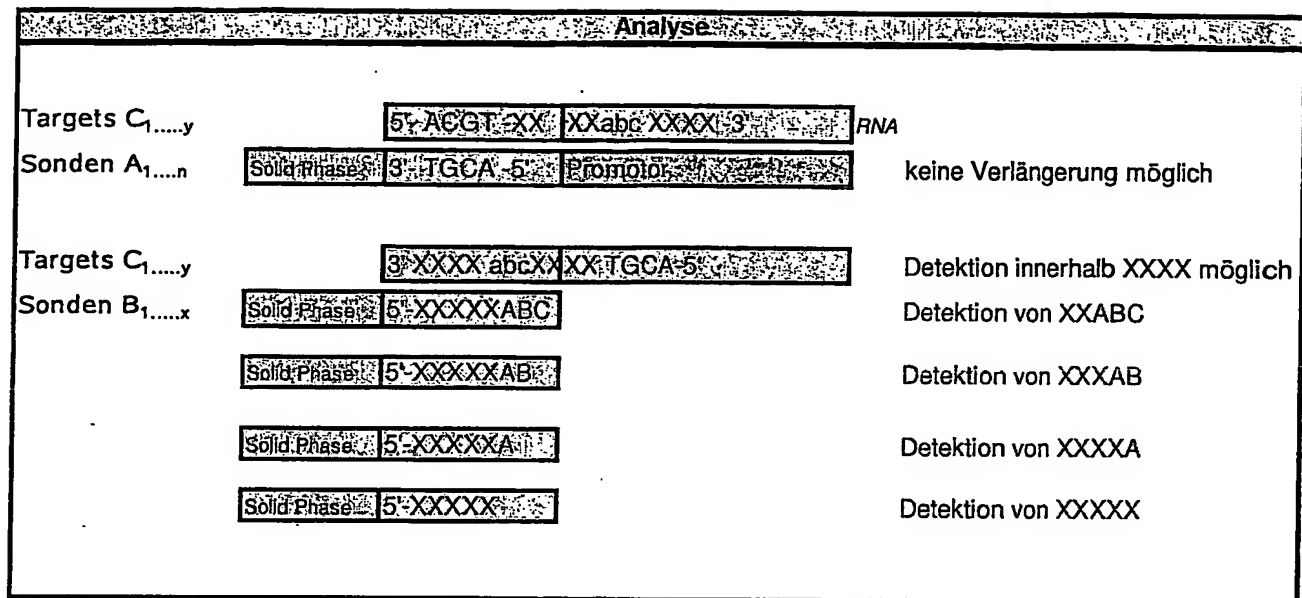 Analyse
Targets C1.....y 5'- ACGT -XX XXabc XXXX 3' RNA
Sonden A1....n Solid Phase 3' -TGCA -5' Promotor keine Verlängerung möglich
Targets C1.....y 3' XXXX abcXX XX TGCA-5' Detektion innerhalb XXXX möglich
Sonden B1.....x Solid Phase 5'-XXXXXABC Detektion von XXABC
Solid Phase 5'-XXXXXAB Detektion von XXXAB
Solid Phase 5'-XXXXXA Detektion von XXXXA
Solid Phase 5'-XXXXX Detektion von XXXXX